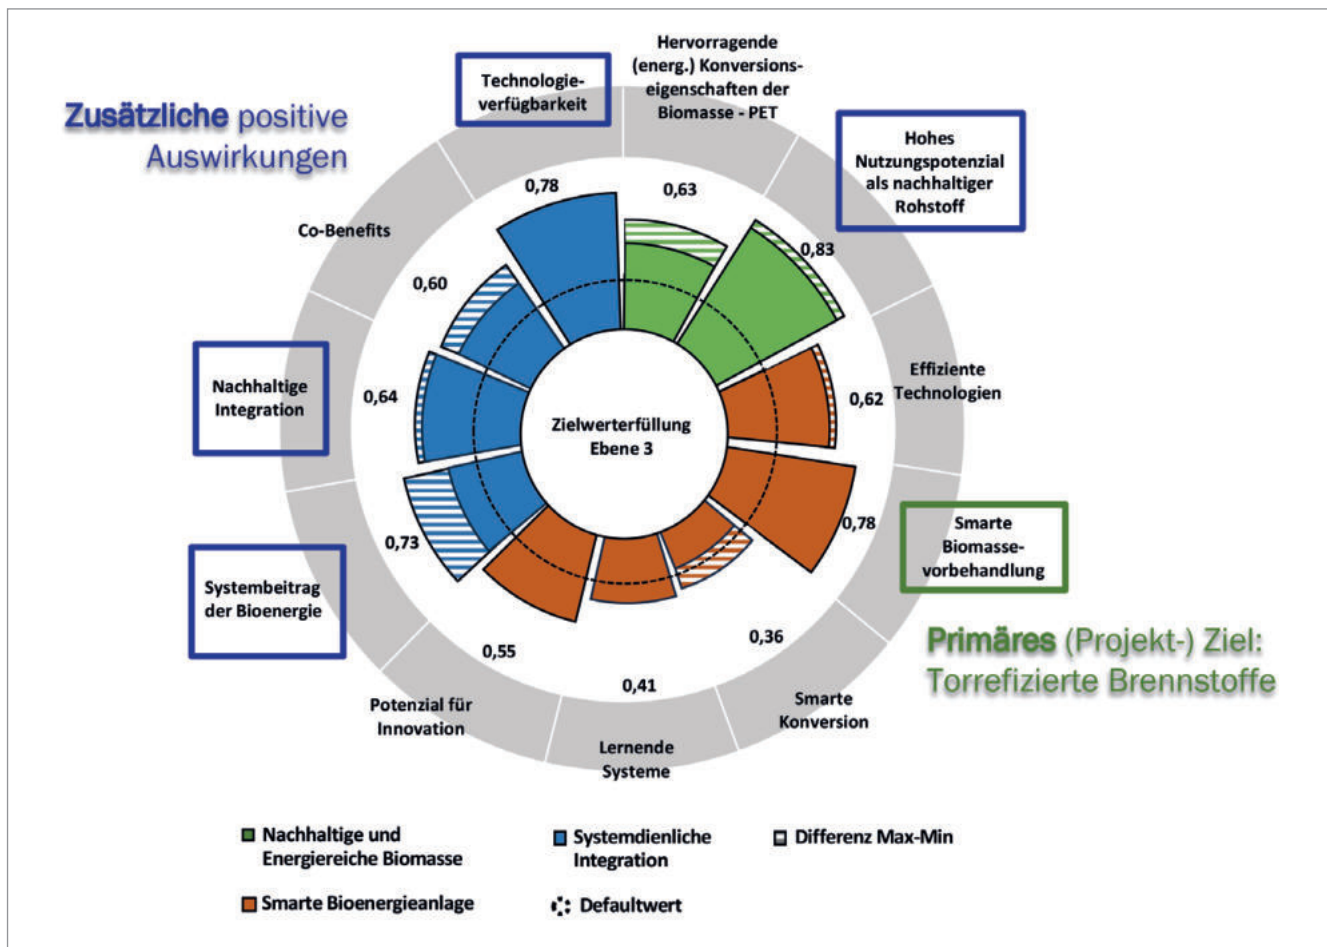 Zusätzliche positive
Auswirkungen
Technologie-
verfügbarkeit
Hervorragende
(energ.) Konversions-
eigenschaften der
Biomasse - PET
Hohes
Nutzungspotenzial
als nachhaltiger
Rohstoff
Effiziente
Technologien
Smarte
Biomasse-
vorbehandlung
Primäres (Projekt-) Ziel:
Torrefizierte Brennstoffe
Smarte
Konversion
Lernende
Systeme
Potenzial für
Innovation
Systembeitrag
der Bioenergie
Nachhaltige
Integration
Co-Benefits
0,78
0,63
0,83
0,62
0,78
0,36
0,41
0,55
0,73
0,64
0,60
Zielwerterfüllung
Ebene 3
Nachhaltige und
Energiereiche Biomasse
Systemdienliche
Integration
Differenz Max-Min
Smarte Bioenergieanlage
Defaultwert